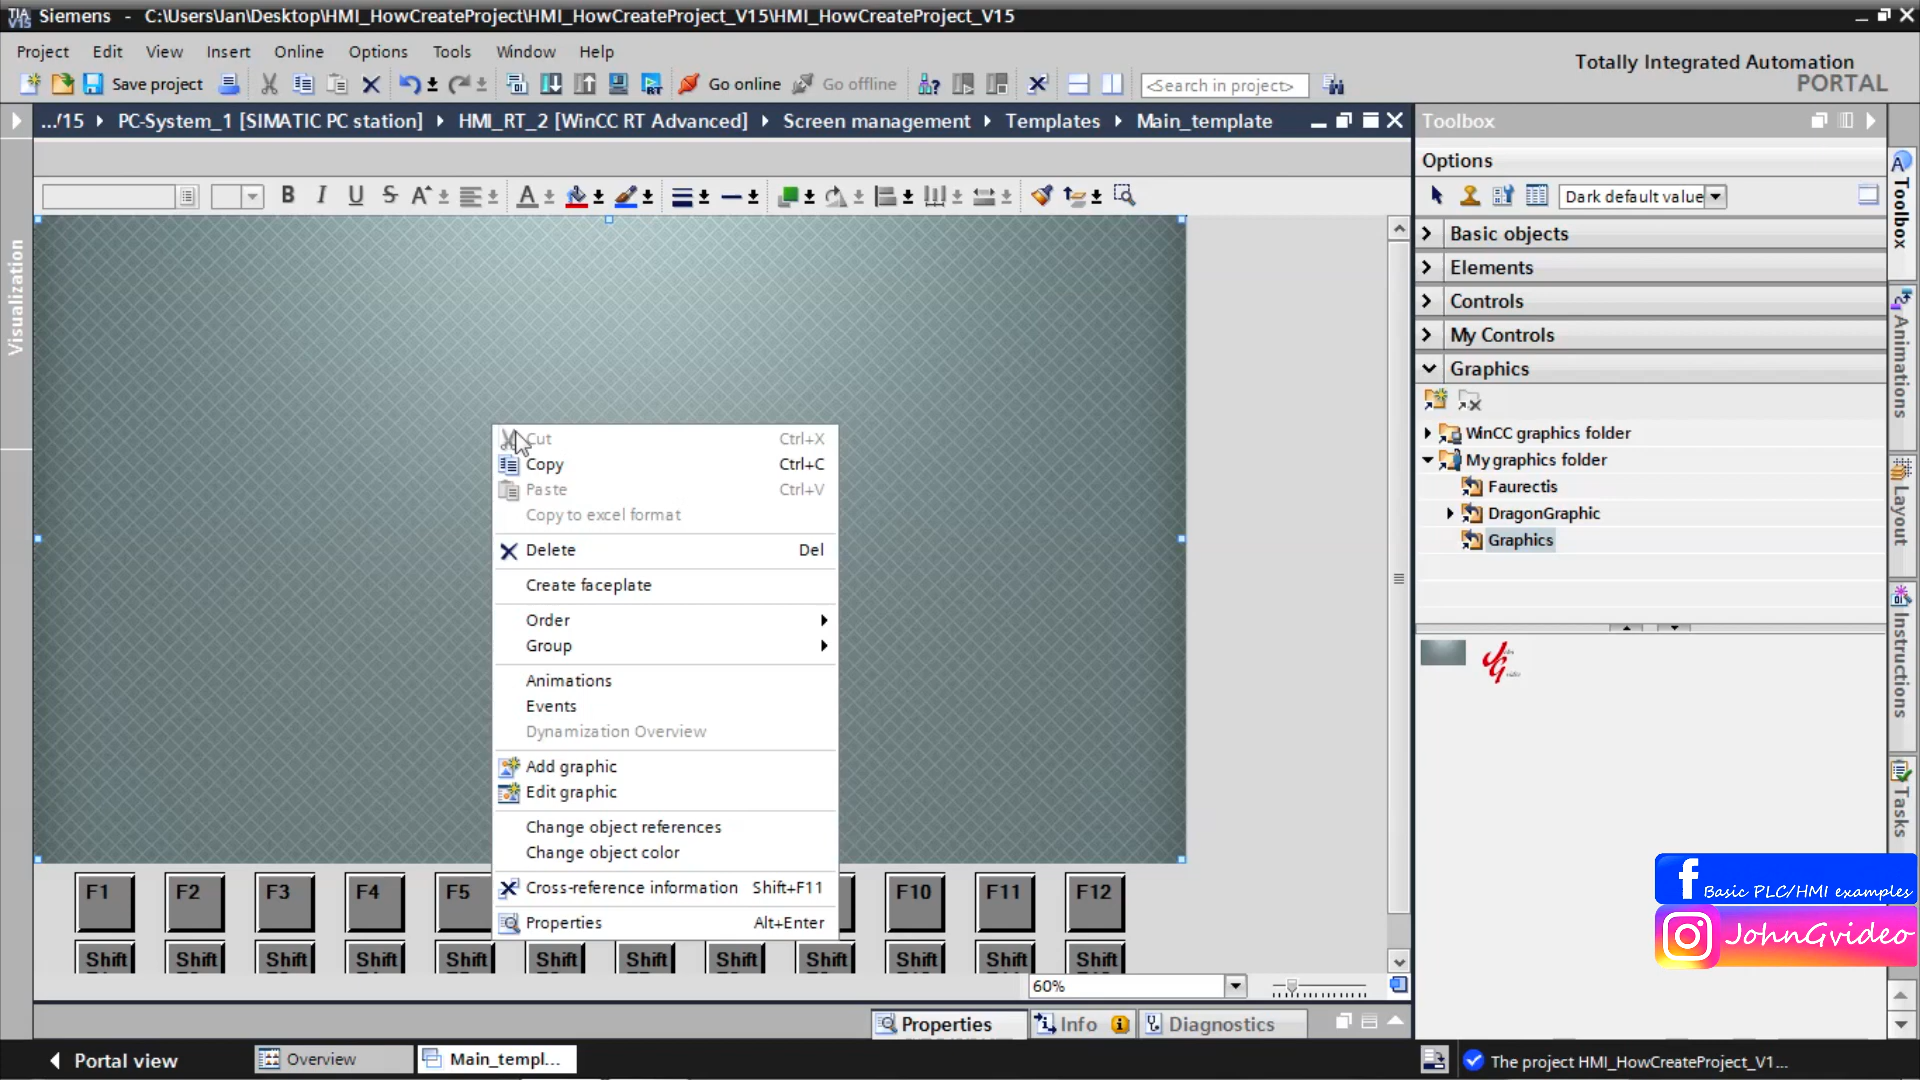 Siemens - C:\Users\Jan\Desktop\HMI_HowCreateProject\HMI_HowCreateProject_V15\HMI_HowCreateProject_V15
Project Edit View Insert Online Options Tools Window Help
Totally Integrated Automation
PORTAL
Save project Go online Go offline <Search in project>
.../15 PC-System_1 [SIMATIC PC station] HMI_RT_2 [WinCC RT Advanced] Screen management Templates Main_template
Toolbox
Options
Dark default value
Basic objects
Elements
Controls
My Controls
Graphics
WinCC graphics folder
My graphics folder
Faurectis
DragonGraphic
Graphics
Visualization
Toolbox
Animations
Layout
Instructions
Tasks
Cut Ctrl+X
Copy Ctrl+C
Paste Ctrl+V
Copy to excel format
Delete Del
Create faceplate
Order
Group
Animations
Events
Dynamization Overview
Add graphic
Edit graphic
Change object references
Change object color
Cross-reference information Shift+F11
Properties Alt+Enter
F1 F2 F3 F4 F5 F10 F11 F12
Shift Shift Shift Shift Shift Shift Shift Shift Shift Shift Shift Shift
60%
Basic PLC/HMI examples
JohnGvideo
Properties Info Diagnostics
Portal view Overview Main_templ...
The project HMI_HowCreateProject_V1...